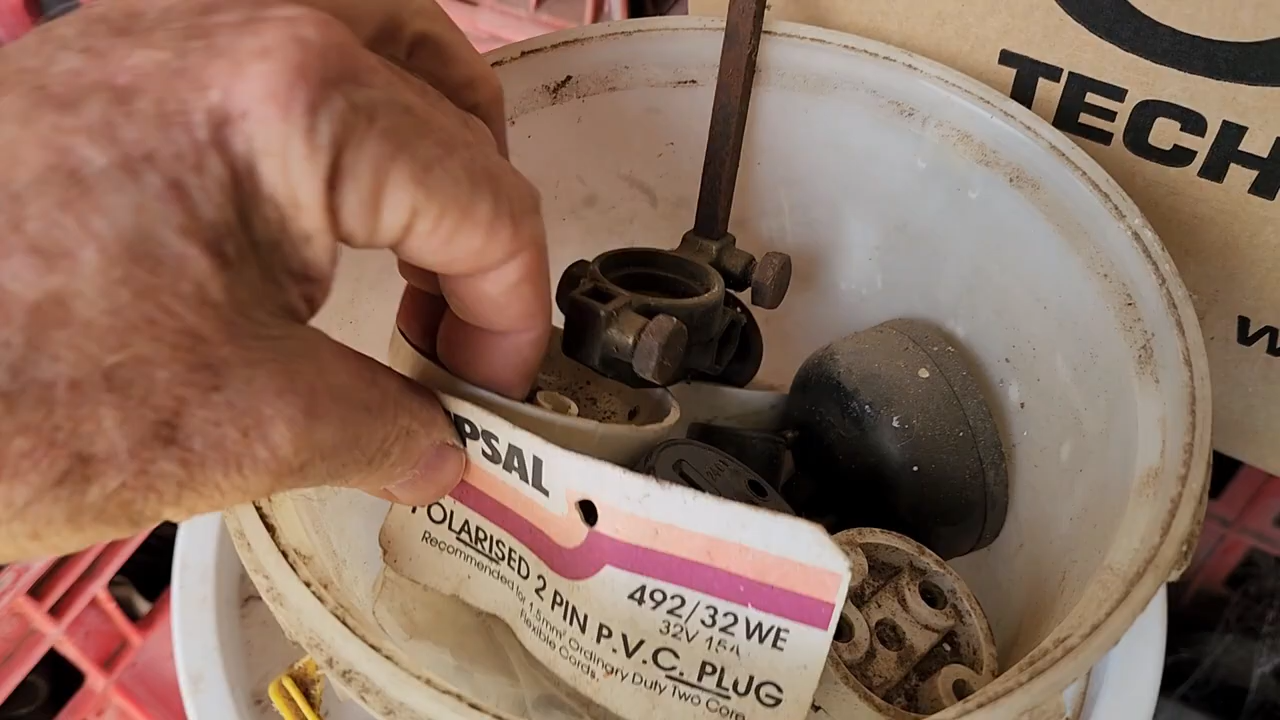 TECH
W
PSAL
POLARISED 2 PIN P.V.C. PLUG
Recommended for 1.5mm² Ordinary Duty Two Core
Flexible Cords.
492/32WE
32V 15A
240V